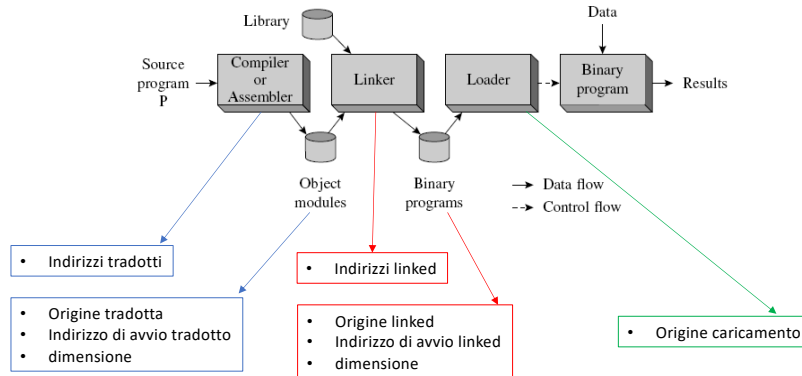 Library
Data
Source
program
P
Compiler
or
Assembler
Linker
Loader
Binary
program
Results
Object
modules
Binary
programs
Data flow
Control flow
• Indirizzi tradotti
• Indirizzi linked
• Origine tradotta
• Indirizzo di avvio tradotto
• dimensione
• Origine linked
• Indirizzo di avvio linked
• dimensione
• Origine caricamento